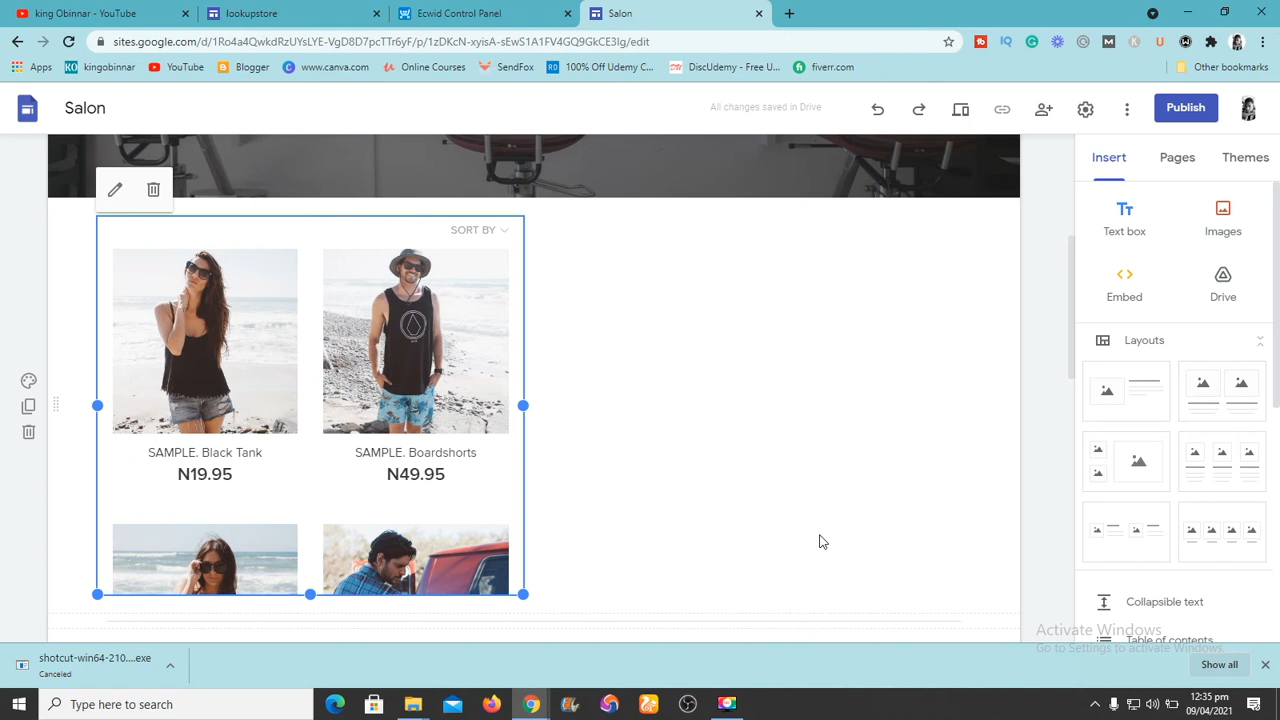 king Obinnar - YouTube
lookupstore
Ecwid Control Panel
Salon
sites.google.com/d/1Ro4a4QwkdRzUYsLYE-VgD8D7pcTTr6yF/p/1zDKcN-xyisA-sEwS1A1FV4GQ9GkCE3Ig/edit
Apps
kingobinnar
YouTube
Blogger
www.canva.com
Online Courses
SendFox
100% Off Udemy C...
DiscUdemy - Free U...
fiverr.com
Other bookmarks
Salon
All changes saved in Drive
Publish
Insert
Pages
Themes
SORT BY
Text box
Images
Embed
Drive
Layouts
SAMPLE. Black Tank
N19.95
SAMPLE. Boardshorts
N49.95
Collapsible text
Table of contents
Activate Windows
Go to Settings to activate Windows.
shotcut-win64-210....exe
Canceled
Show all
Type here to search
12:35 pm
09/04/2021